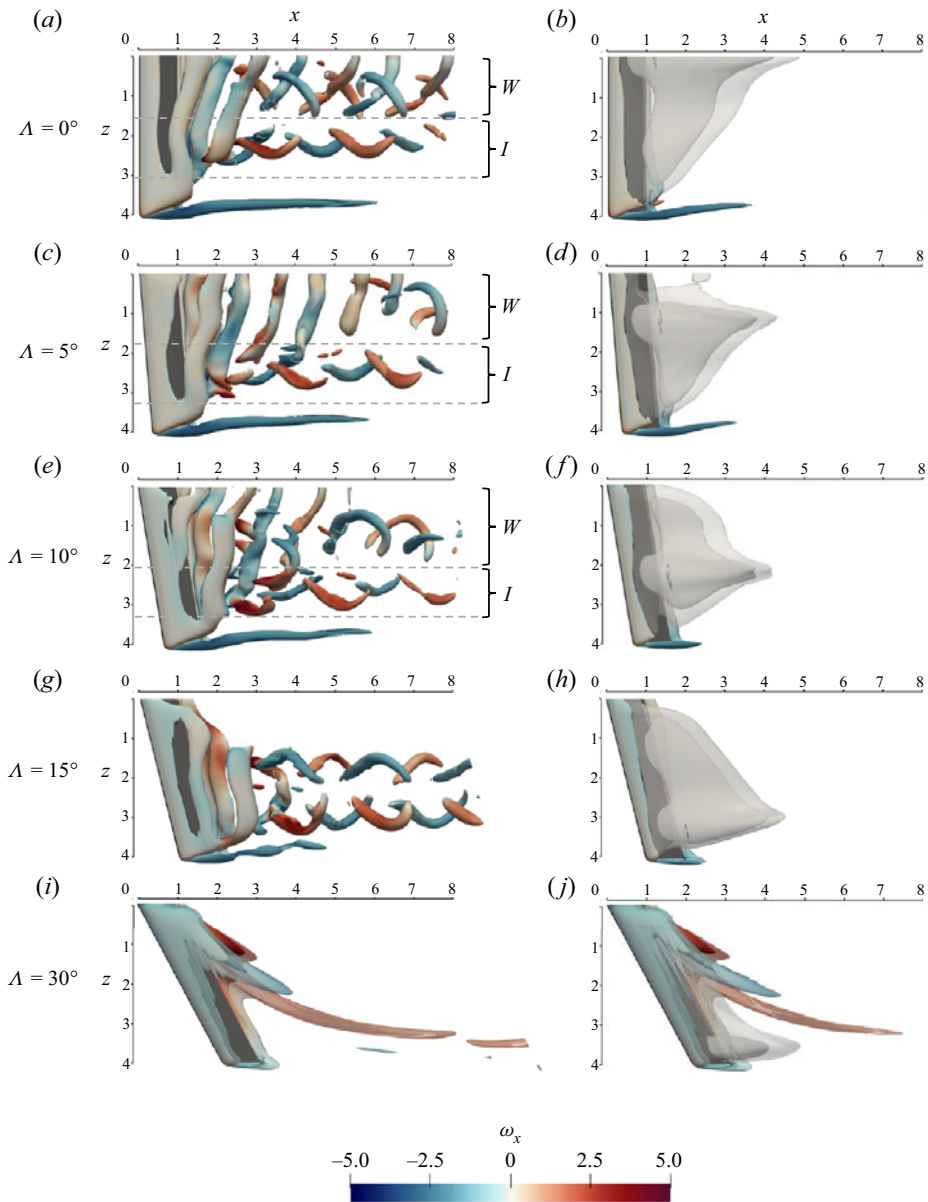 (a) x (b) x
0 1 2 3 4 5 6 7 8 0 1 2 3 4 5 6 7 8
Λ = 0° z 1 2 3 4 W I 1 2 3 4
(c) (d)
0 1 2 3 4 5 6 7 8 0 1 2 3 4 5 6 7 8
Λ = 5° z 1 2 3 4 W I 1 2 3 4
(e) (f)
0 1 2 3 4 5 6 7 8 0 1 2 3 4 5 6 7 8
Λ = 10° z 1 2 3 4 W I 1 2 3 4
(g) (h)
0 1 2 3 4 5 6 7 8 0 1 2 3 4 5 6 7 8
Λ = 15° z 1 2 3 4 1 2 3 4
(i) (j)
0 1 2 3 4 5 6 7 8 0 1 2 3 4 5 6 7 8
Λ = 30° z 1 2 3 4 1 2 3 4
ωx
–5.0 –2.5 0 2.5 5.0